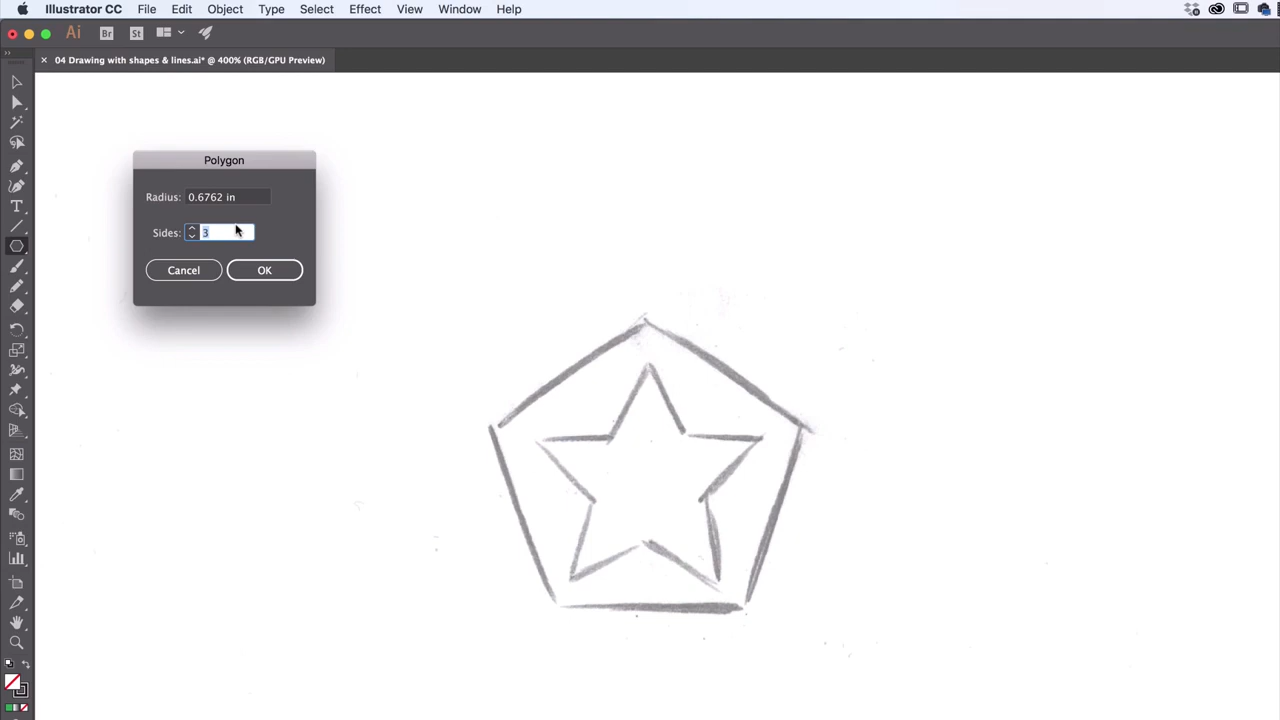 Illustrator CC File Edit Object Type Select Effect View Window Help
Ai Br St
× 04 Drawing with shapes & lines.ai* @ 400% (RGB/GPU Preview)
Polygon
Radius: 0.6762 in
Sides: 3
Cancel OK
T